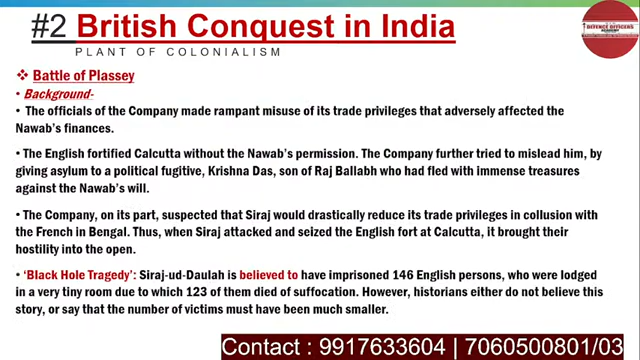 #2 British Conquest in India
DEFENCE OFFICERS
PLANT OF COLONIALISM
❖ Battle of Plassey
• Background-
• The officials of the Company made rampant misuse of its trade privileges that adversely affected the
Nawab's finances.
• The English fortified Calcutta without the Nawab's permission. The Company further tried to mislead him, by
giving asylum to a political fugitive, Krishna Das, son of Raj Ballabh who had fled with immense treasures
against the Nawab's will.
• The Company, on its part, suspected that Siraj would drastically reduce its trade privileges in collusion with
the French in Bengal. Thus, when Siraj attacked and seized the English fort at Calcutta, it brought their
hostility into the open.
• 'Black Hole Tragedy': Siraj-ud-Daulah is believed to have imprisoned 146 English persons, who were lodged
in a very tiny room due to which 123 of them died of suffocation. However, historians either do not believe this
story, or say that the number of victims must have been much smaller.
Contact : 9917633604 | 7060500801/03